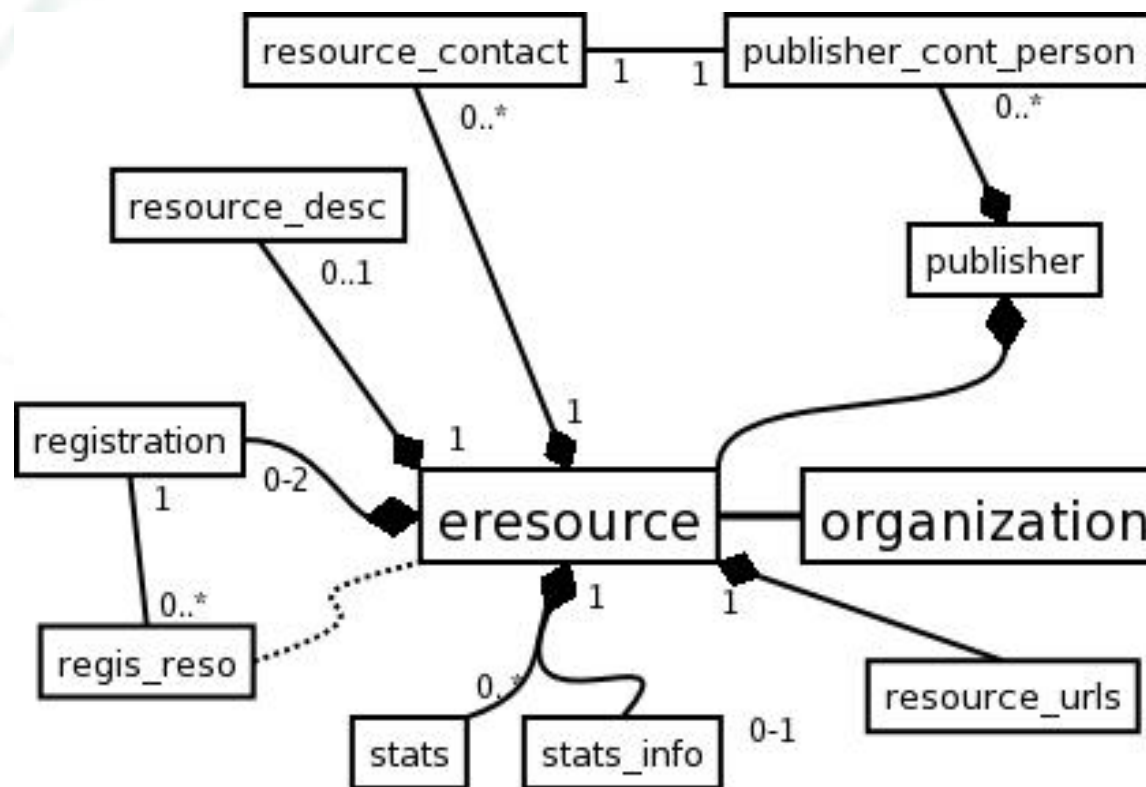 resource_contact
1
1
publisher_cont_person
0..*
0..*
resource_desc
0..1
publisher
1
1
registration
0-2
1
eresource
organization
0..*
1
1
regis_reso
0..*
resource_urls
stats
stats_info
0-1